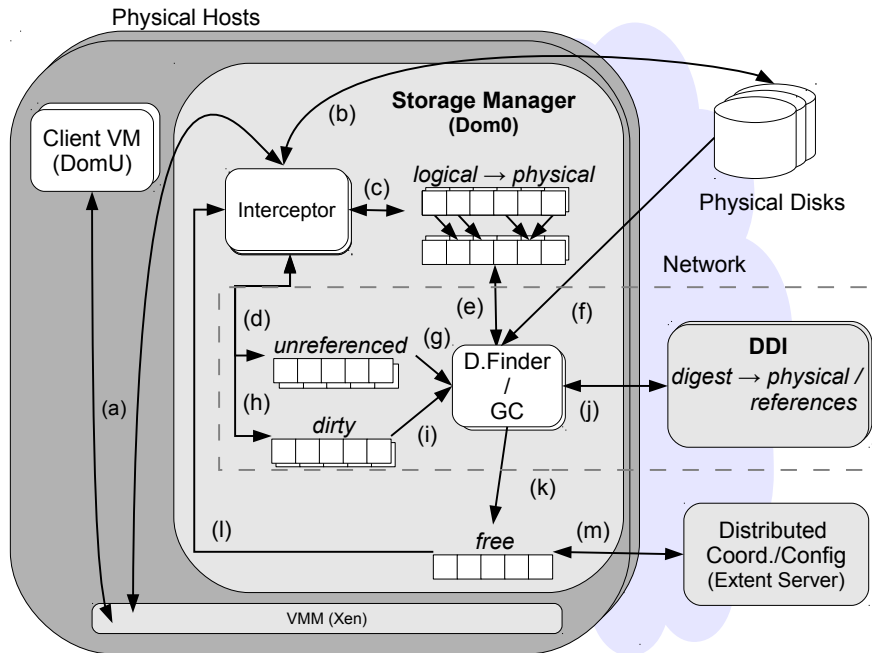 Physical Hosts
Client VM
(DomU)
(b)
Storage Manager
(Dom0)
Interceptor
(c)
logical → physical
Physical Disks
Network
(d)
(e)
(f)
unreferenced
(g)
D.Finder
/
GC
DDI
digest → physical /
references
(a)
(h)
dirty
(i)
(j)
(k)
(l)
free
(m)
Distributed
Coord./Config
(Extent Server)
VMM (Xen)